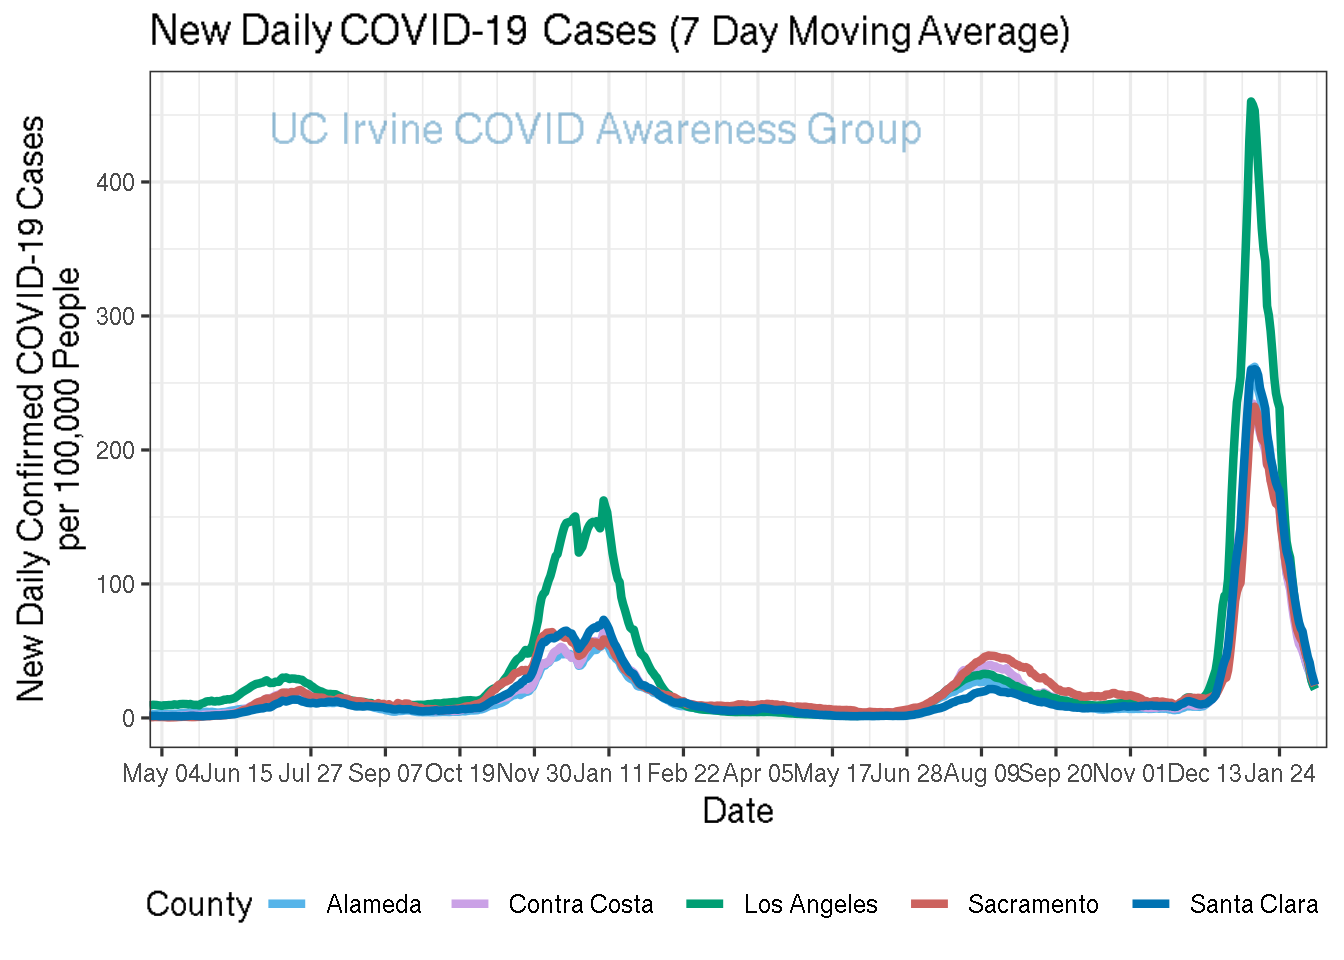 New Daily COVID-19 Cases (7 Day Moving Average)
UC Irvine COVID Awareness Group
New Daily Confirmed COVID-19 Cases
per 100,000 People
400
300
200
100
0
May 04 Jun 15 Jul 27 Sep 07 Oct 19 Nov 30 Jan 11 Feb 22 Apr 05 May 17 Jun 28 Aug 09 Sep 20 Nov 01 Dec 13 Jan 24
Date
County Alameda Contra Costa Los Angeles Sacramento Santa Clara